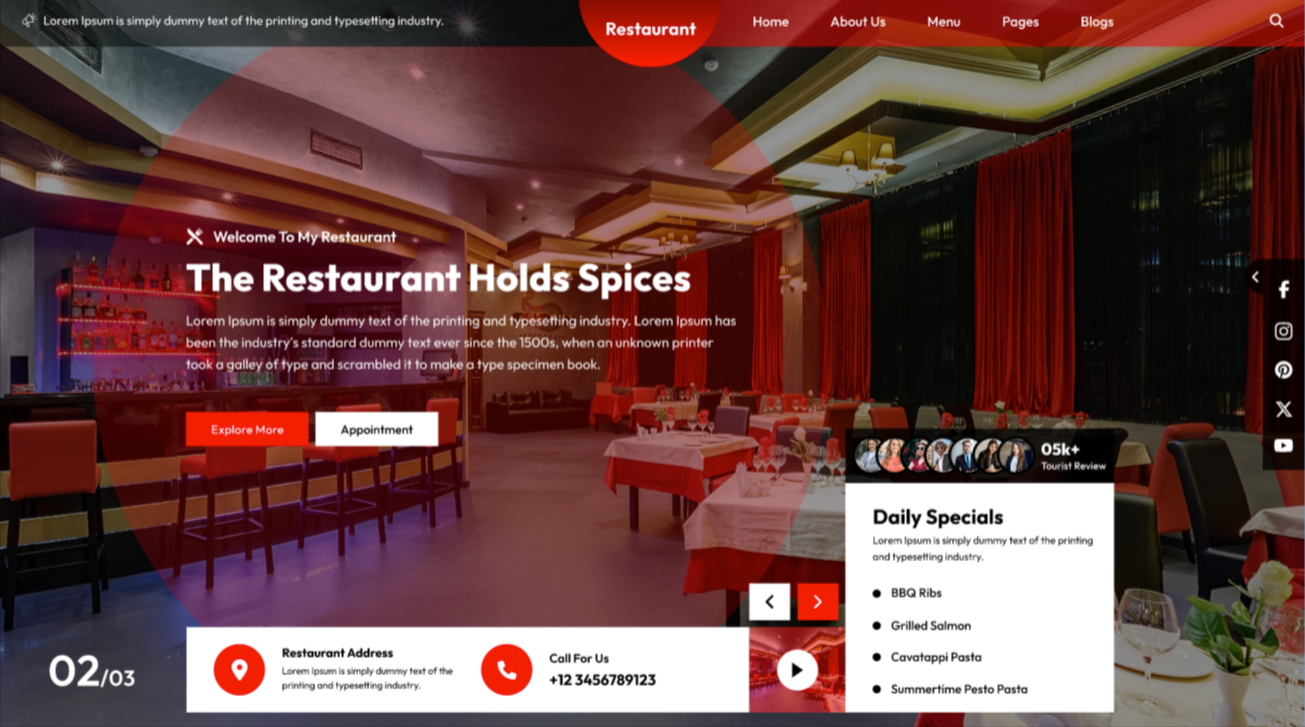 Lorem Ipsum is simply dummy text of the printing and typesetting industry.
Restaurant
Home
About Us
Menu
Pages
Blogs
Welcome To My Restaurant
The Restaurant Holds Spices
Lorem Ipsum is simply dummy text of the printing and typesetting industry. Lorem Ipsum has
been the industry's standard dummy text ever since the 1500s, when an unknown printer
took a galley of type and scrambled it to make a type specimen book.
Explore More
Appointment
05k+
Tourist Review
Daily Specials
Lorem Ipsum is simply dummy text of the printing
and typesetting industry.
BBQ Ribs
Grilled Salmon
Cavatappi Pasta
Summertime Pesto Pasta
02/03
Restaurant Address
Lorem Ipsum is simply dummy text of the
printing and typesetting industry.
Call For Us
+12 3456789123